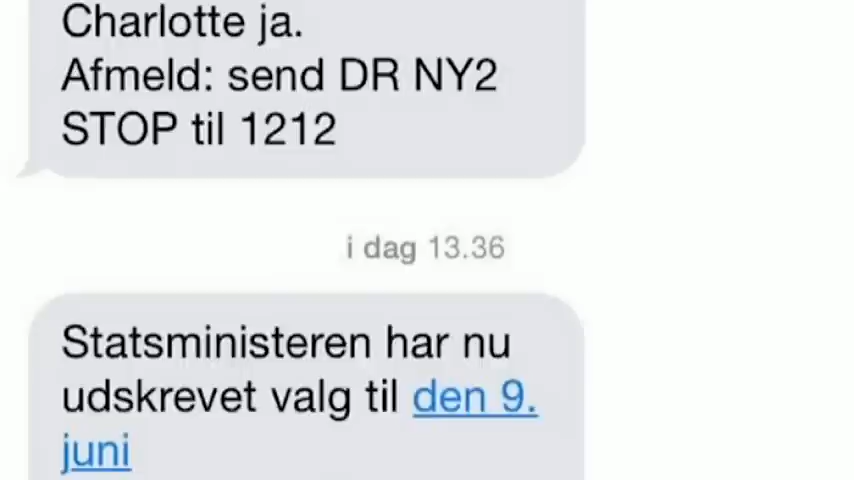 Charlotte ja.
Afmeld: send DR NY2
STOP til 1212
i dag 13.36
Statsministeren har nu
udskrevet valg til den 9.
juni